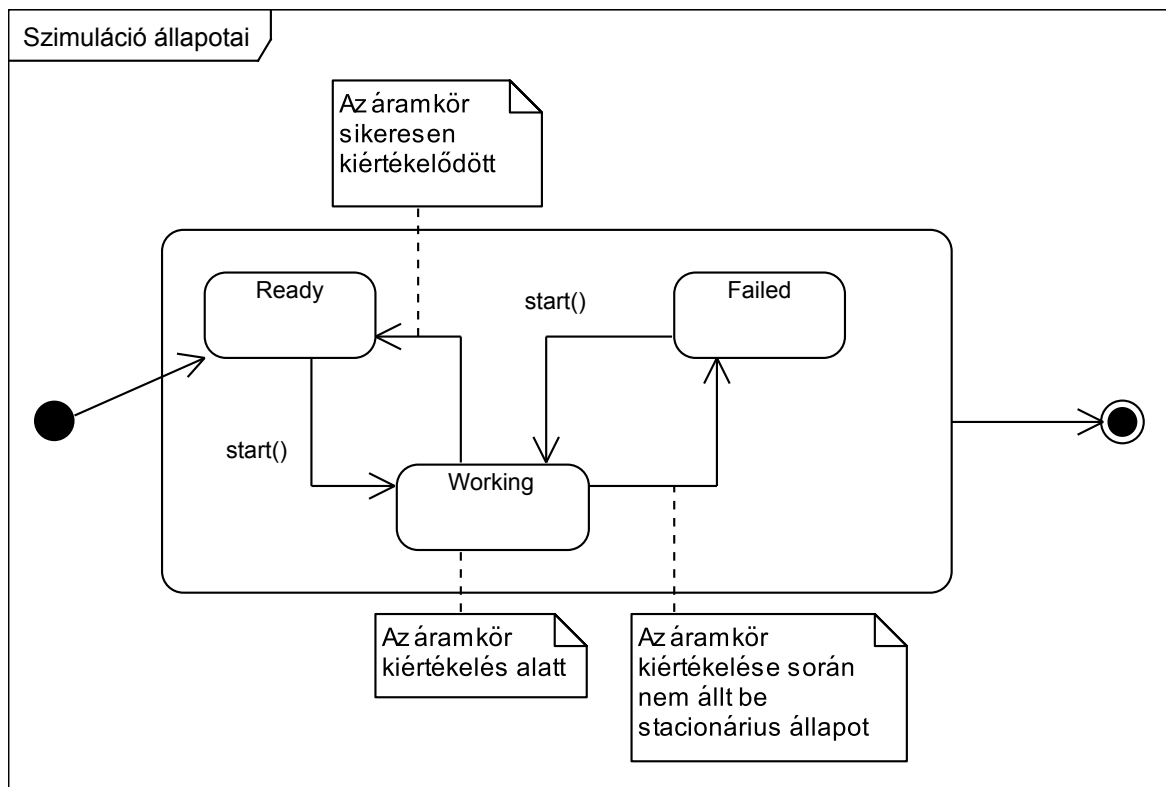 Szimuláció állapotai
Az áramkör
sikeresen
kiértékelődött
Ready
Failed
start()
start()
Working
Az áramkör
kiértékelés alatt
Az áramkör
kiértékelése során
nem állt be
stacionárius állapot